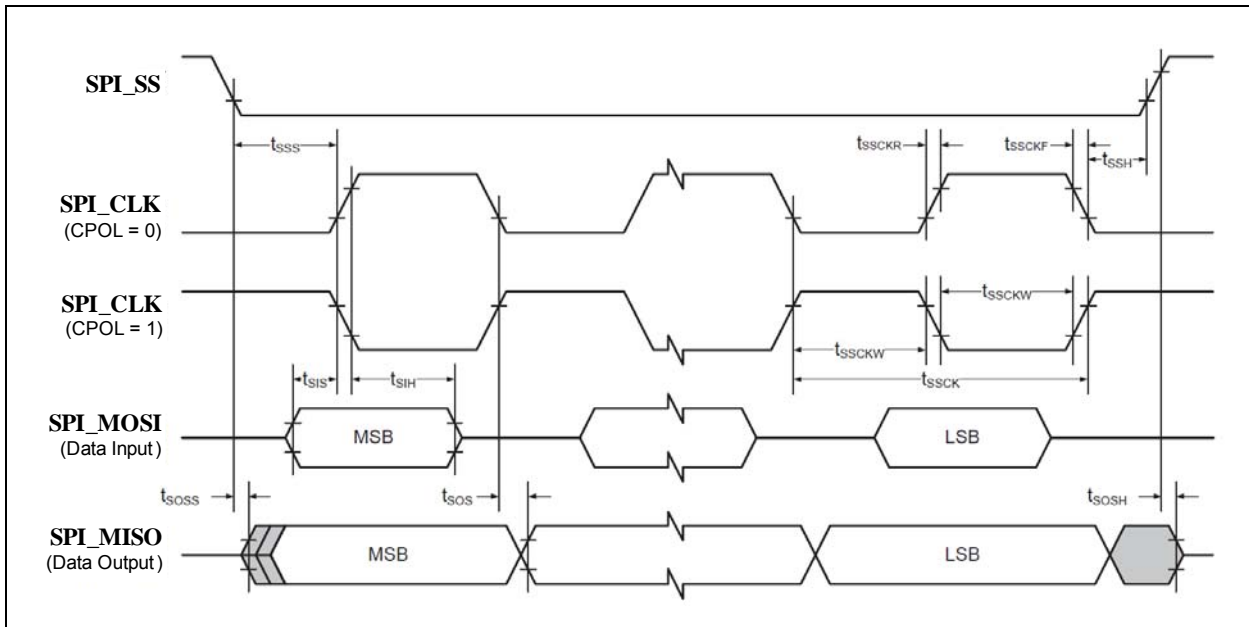 SPI_SS
tSSS
tSSCKR
tSSCKF
tSSH
SPI_CLK
(CPOL = 0)
SPI_CLK
(CPOL = 1)
tSSCKW
tSSCKW
tSIS
tSIH
tSSCK
SPI_MOSI
(Data Input)
MSB
LSB
tSOSS
tSOS
tSOSH
SPI_MISO
(Data Output)
MSB
LSB